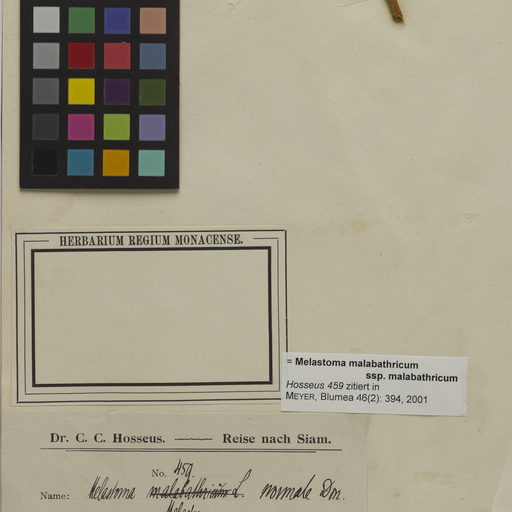 HERBARIUM REGIUM MONACENSE.
= Melastoma malabathricum
ssp. malabathricum
Hosseus 459 zitiert in
MEYER, Blumea 46(2): 394, 2001
Dr. C. C. Hosseus. —— Reise nach Siam.
No. 459.
Name: Melastoma malabathricum L. normale Don.